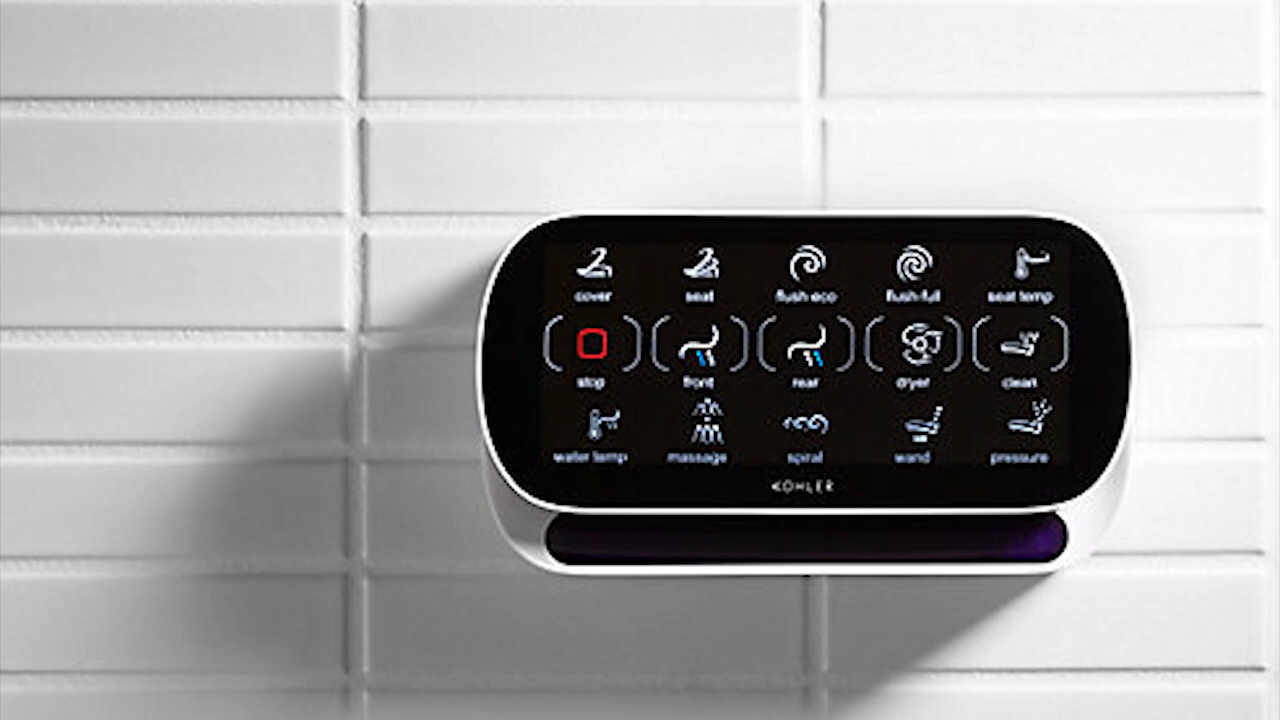 cover seat flush eco flush full seat temp
stop front rear dryer clean
water temp massage spiral wand pressure
KOHLER